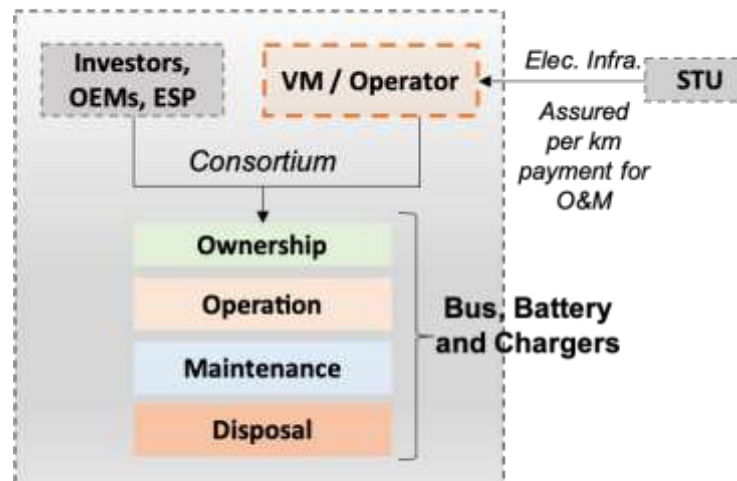 Investors,
OEMs, ESP
VM / Operator
Elec. Infra.
STU
Assured
per km
payment for
O&M
Consortium
Ownership
Operation
Maintenance
Disposal
Bus, Battery
and Chargers